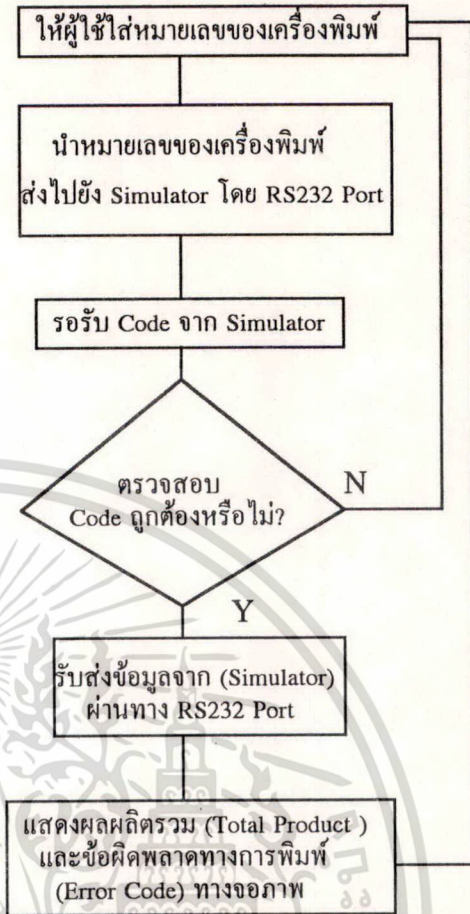 ให้ผู้ใช้ใส่หมายเลขของเครื่องพิมพ์
นำหมายเลขของเครื่องพิมพ์
ส่งไปยัง Simulator โดย RS232 Port
รอรับ Code จาก Simulator
ตรวจสอบ
Code ถูกต้องหรือไม่?
N
Y
รับส่งข้อมูลจาก (Simulator)
ผ่านทาง RS232 Port
แสดงผลผลิตรวม (Total Product )
และข้อผิดพลาดทางการพิมพ์
(Error Code) ทางจอภาพ